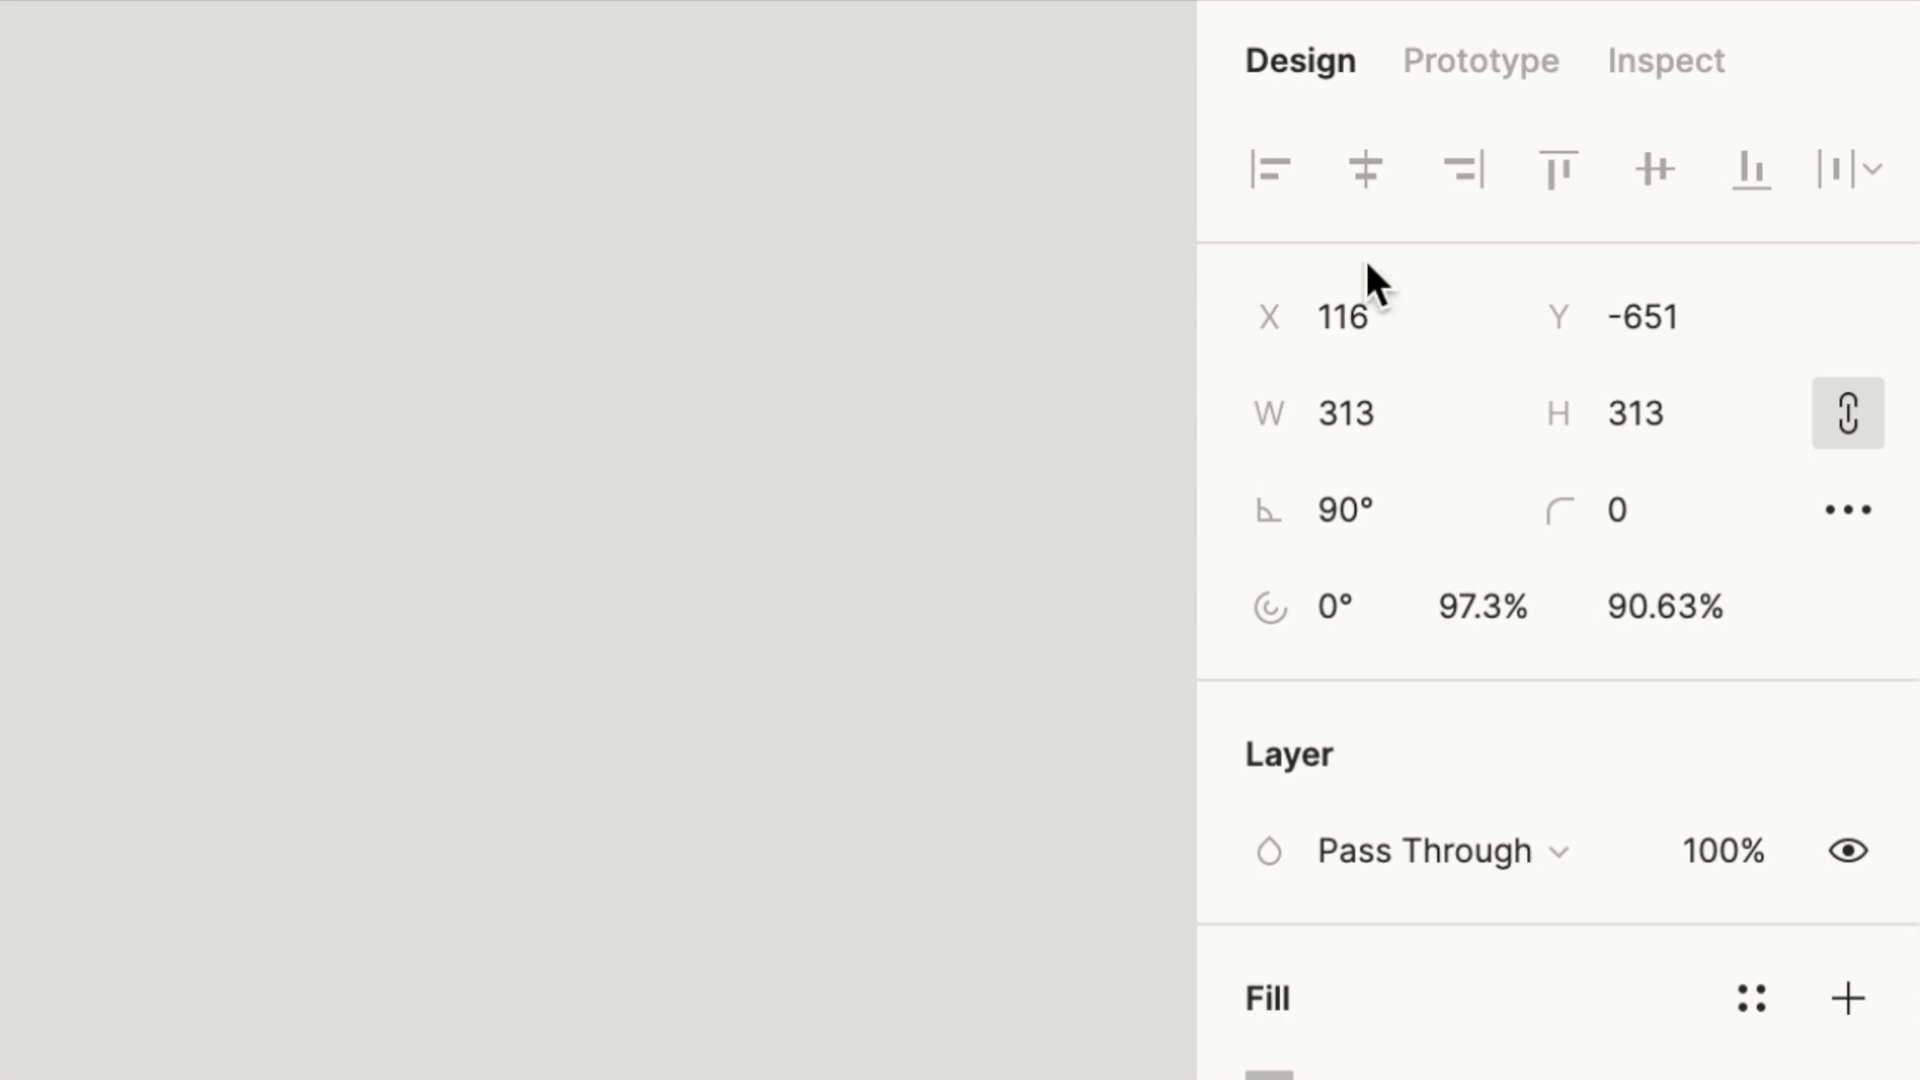 Design Prototype Inspect
X 116 Y -651
W 313 H 313
90° 0
0° 97.3% 90.63%
Layer
Pass Through 100%
Fill